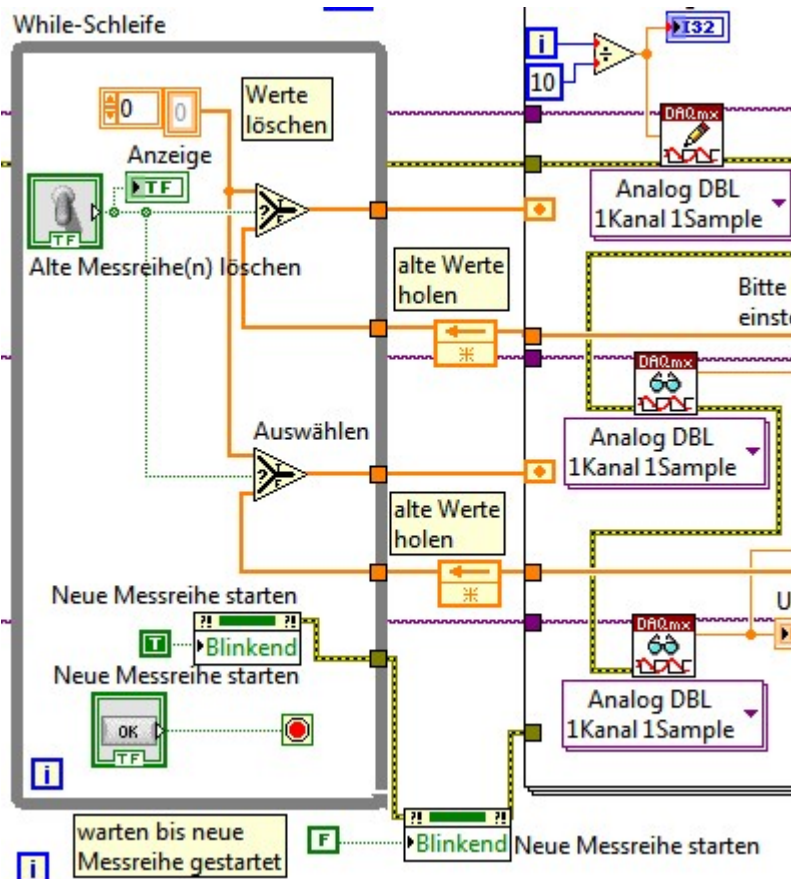 While-Schleife
i
I32
10
0
0
Werte
löschen
DAQmx
Anzeige
TF
?
T
F
Analog DBL
1Kanal 1Sample
TF
Alte Messreihe(n) löschen
alte Werte
holen
Bitte
einste
DAQmx
Auswählen
?
T
F
Analog DBL
1Kanal 1Sample
alte Werte
holen
Neue Messreihe starten
U
?! ?!
DAQmx
T
Blinkend
Neue Messreihe starten
OK
TF
Analog DBL
1Kanal 1Sample
i
?! ?!
warten bis neue
Messreihe gestartet
F
Blinkend
Neue Messreihe starten
i